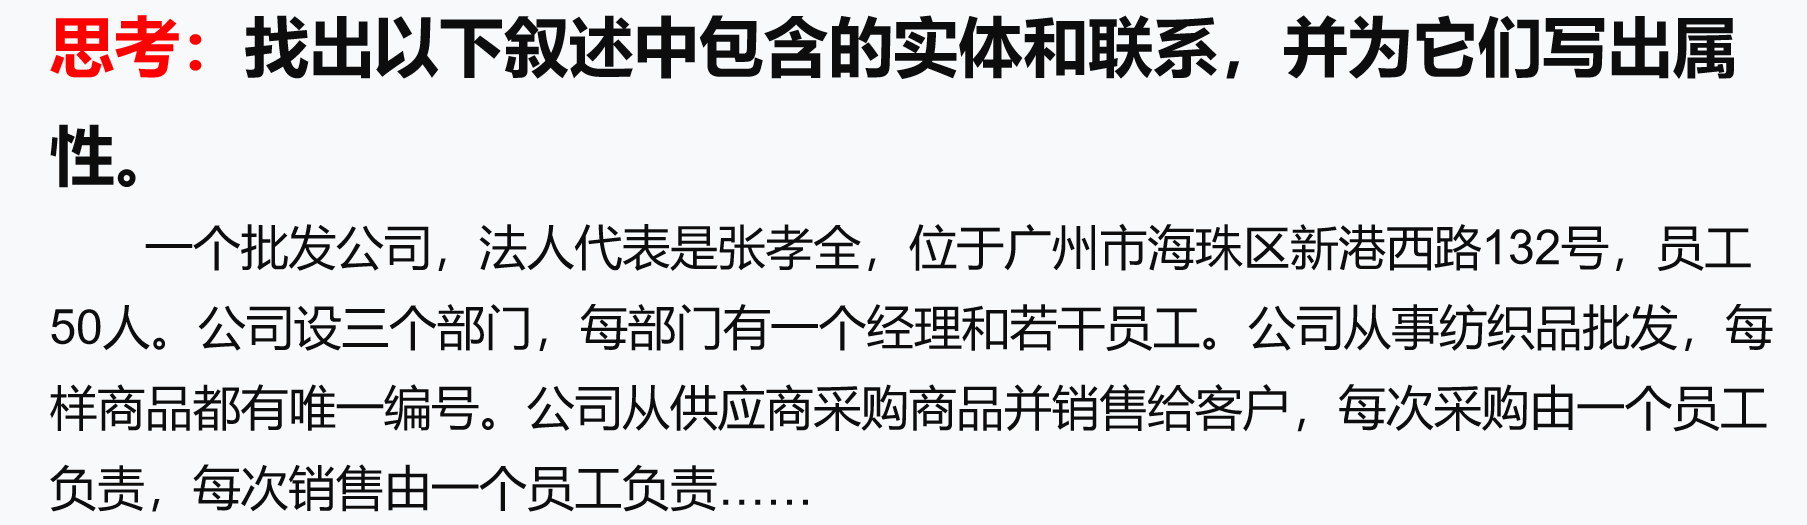 思考：找出以下叙述中包含的实体和联系，并为它们写出属
性。
一个批发公司，法人代表是张孝全，位于广州市海珠区新港西路132号，员工
50人。公司设三个部门，每部门有一个经理和若干员工。公司从事纺织品批发，每
样商品都有唯一编号。公司从供应商采购商品并销售给客户，每次采购由一个员工
负责，每次销售由一个员工负责……